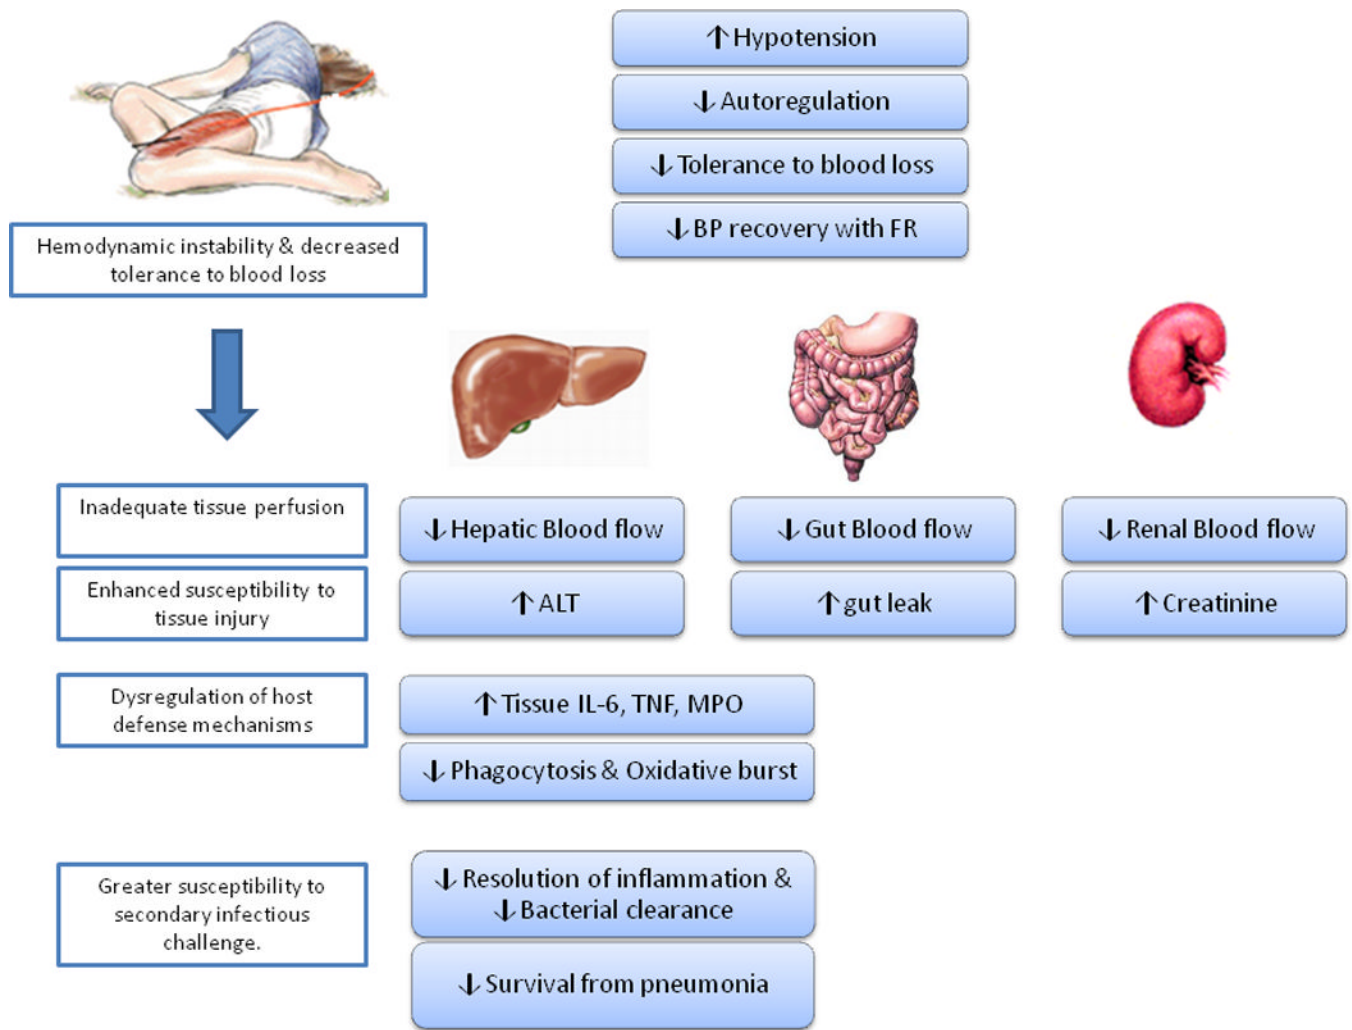 ↑ Hypotension
↓ Autoregulation
↓ Tolerance to blood loss
↓ BP recovery with FR
Hemodynamic instability & decreased
tolerance to blood loss
Inadequate tissue perfusion
↓ Hepatic Blood flow
↓ Gut Blood flow
↓ Renal Blood flow
Enhanced susceptibility to
tissue injury
↑ ALT
↑ gut leak
↑ Creatinine
Dysregulation of host
defense mechanisms
↑ Tissue IL-6, TNF, MPO
↓ Phagocytosis & Oxidative burst
Greater susceptibility to
secondary infectious
challenge.
↓ Resolution of inflammation &
↓ Bacterial clearance
↓ Survival from pneumonia